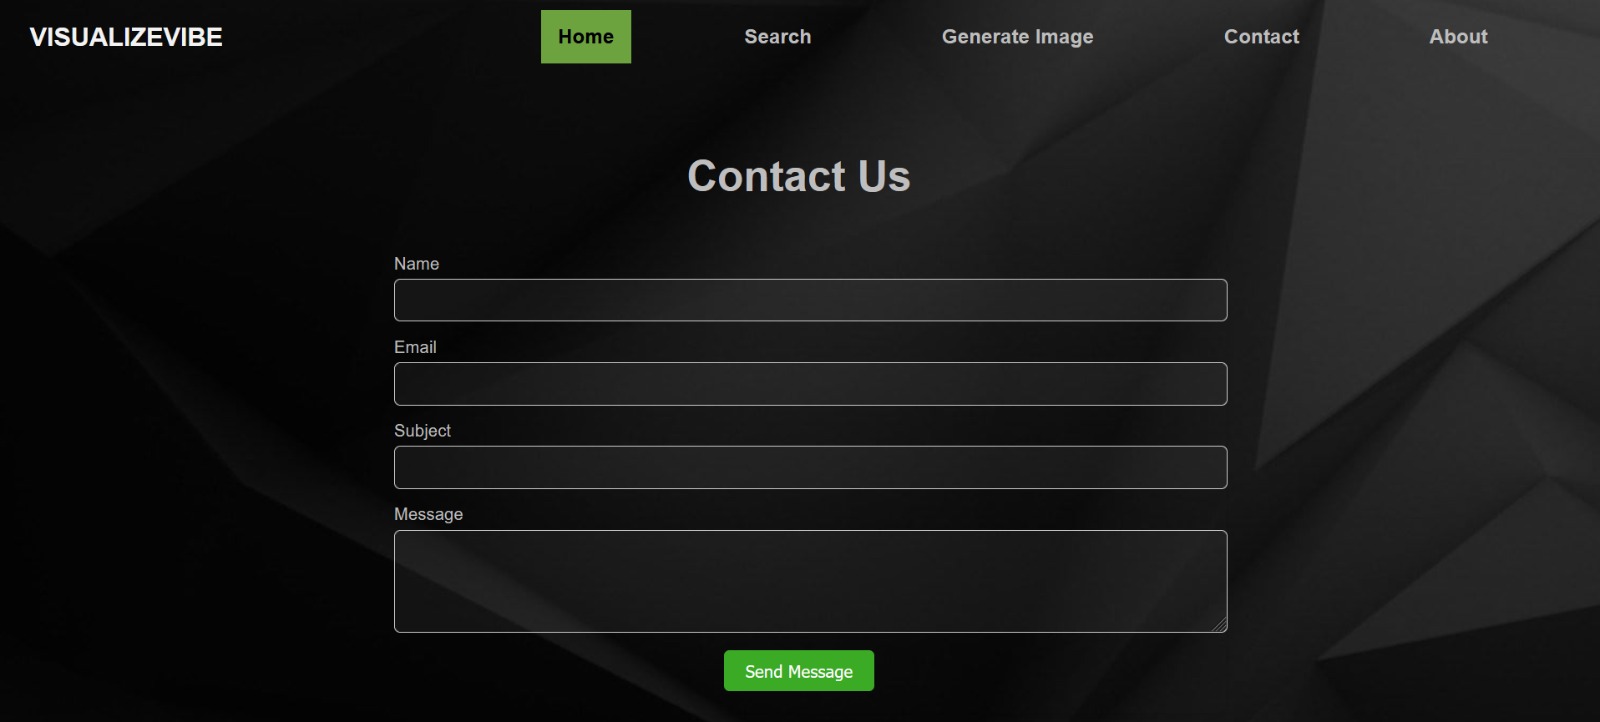 VISUALIZEVIBE Home Search Generate Image Contact About
Contact Us
Name
Email
Subject
Message
Send Message